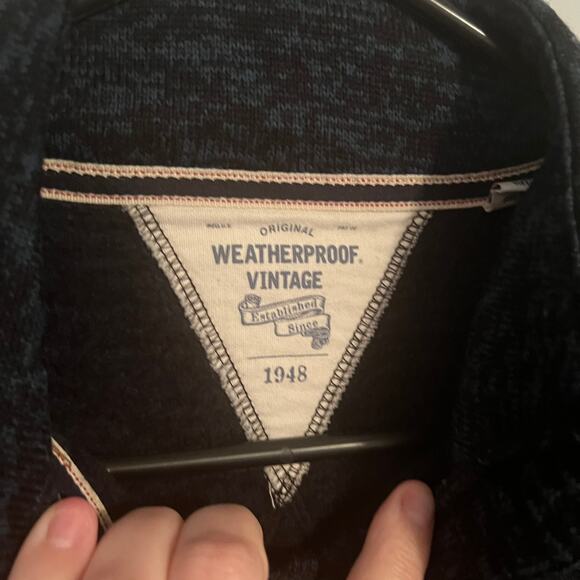 ORIGINAL
WEATHERPROOF®
VINTAGE
Established
Since
1948